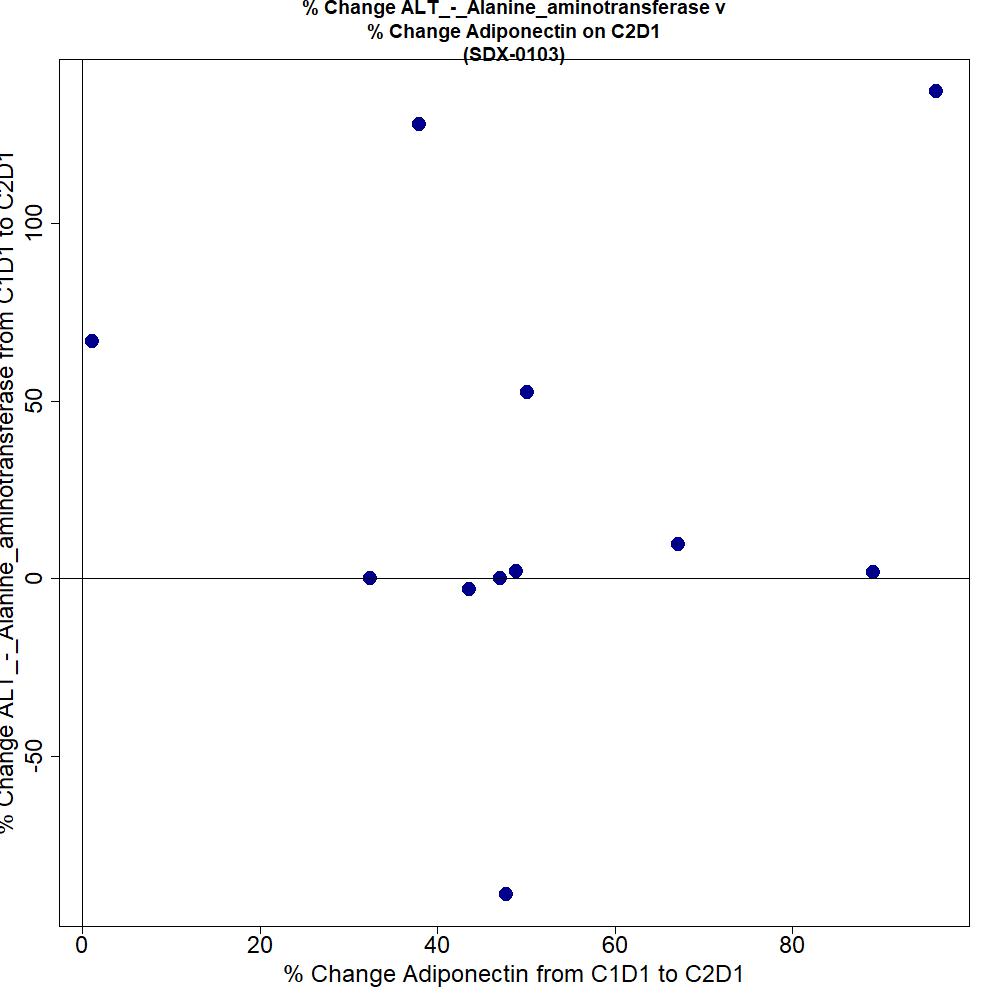 % Change ALT_-_Alanine_aminotransferase v
% Change Adiponectin on C2D1
(SDX-0103)
% Change ALT_-_Alanine_aminotransferase from C1D1 to C2D1
100
50
0
-50
0 20 40 60 80
% Change Adiponectin from C1D1 to C2D1